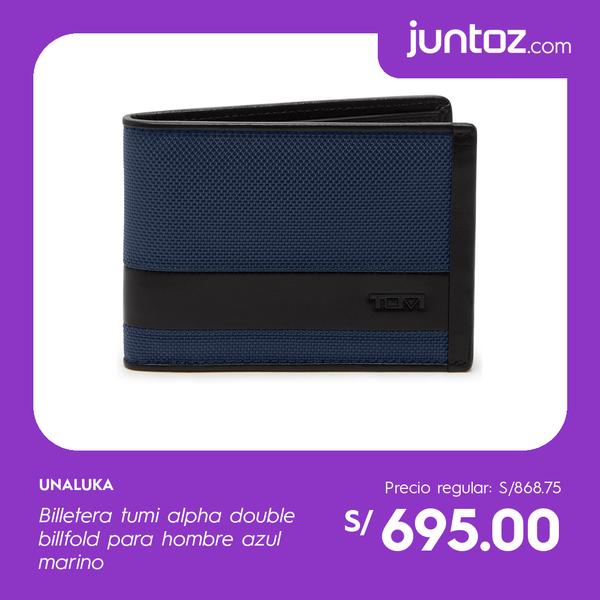 juntoz.com
TUMI
UNALUKA
Billetera tumi alpha double
billfold para hombre azul
marino
Precio regular: S/868.75
S/ 695.00